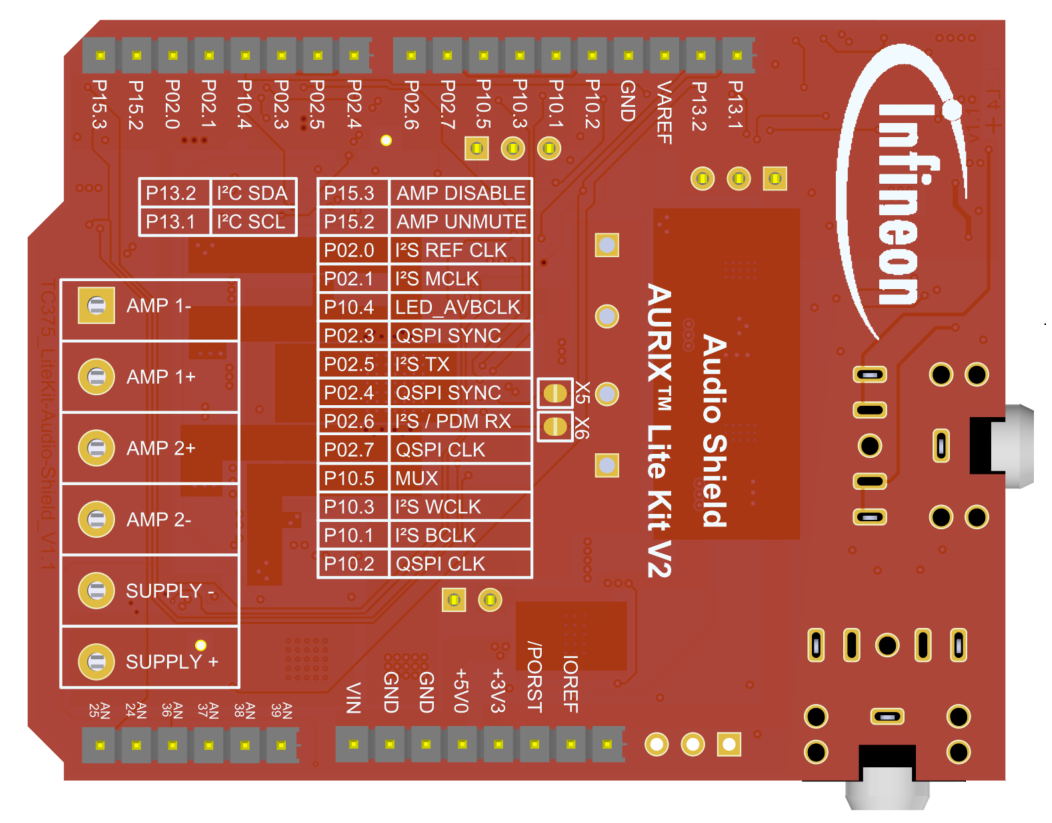 P15.3
P15.2
P02.0
P02.1
P10.4
P02.3
P02.5
P02.4
P02.6
P02.7
P10.5
P10.3
P10.1
P10.2
GND
VAREF
P13.2
P13.1
Infineon
P13.2 I²C SDA
P13.1 I²C SCL
P15.3 AMP DISABLE
P15.2 AMP UNMUTE
P02.0 I²S REF CLK
P02.1 I²S MCLK
P10.4 LED_AVBCLK
P02.3 QSPI SYNC
P02.5 I²S TX
P02.4 QSPI SYNC
P02.6 I²S / PDM RX
P02.7 QSPI CLK
P10.5 MUX
P10.3 I²S WCLK
P10.1 I²S BCLK
P10.2 QSPI CLK
X5
X6
Audio Shield
AURIX™ Lite Kit V2
TC375_LiteKit-Audio-Shield_V1.1
AMP 1-
AMP 1+
AMP 2+
AMP 2-
SUPPLY -
SUPPLY +
AN 25
AN 24
AN 36
AN 37
AN 38
AN 39
VIN
GND
GND
+5V0
+3V3
/PORST
IOREF